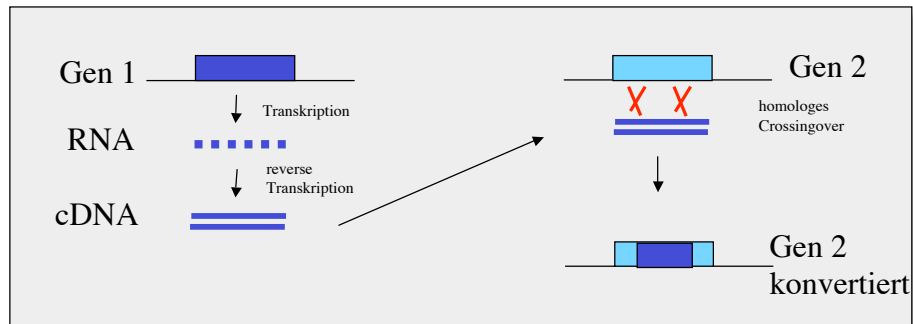 Gen 1
Transkription
RNA
reverse
Transkription
cDNA
Gen 2
homologes
Crossingover
Gen 2
konvertiert